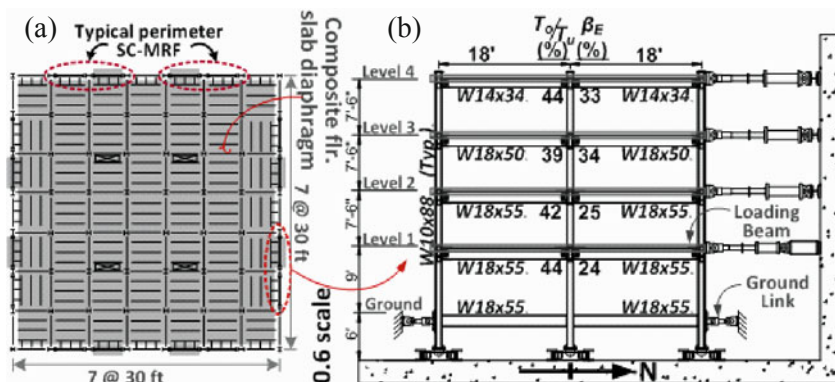 (a)
Typical perimeter
SC-MRF
Composite flr.
slab diaphragm
7 @ 30 ft
7 @ 30 ft
0.6 scale
(b)
T0/Tu βE
(%) (%)
18' 18'
Level 4
W14x34. 44 33 W14x34.
7'-6"
Level 3
W18x50. 39 34 W18x50.
7'-6"
Level 2
W18x55. 42 25 W18x55.
7'-6"
W10x88 (Typ.)
Loading
Beam
Level 1
W18x55. 44 24 W18x55.
9'
Ground
W18x55. W18x55.
Ground
Link
6'
N